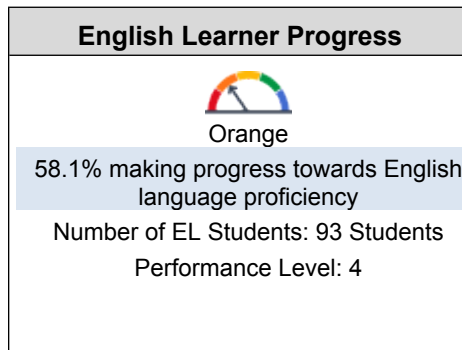 English Learner Progress
Orange
58.1% making progress towards English
language proficiency
Number of EL Students: 93 Students
Performance Level: 4